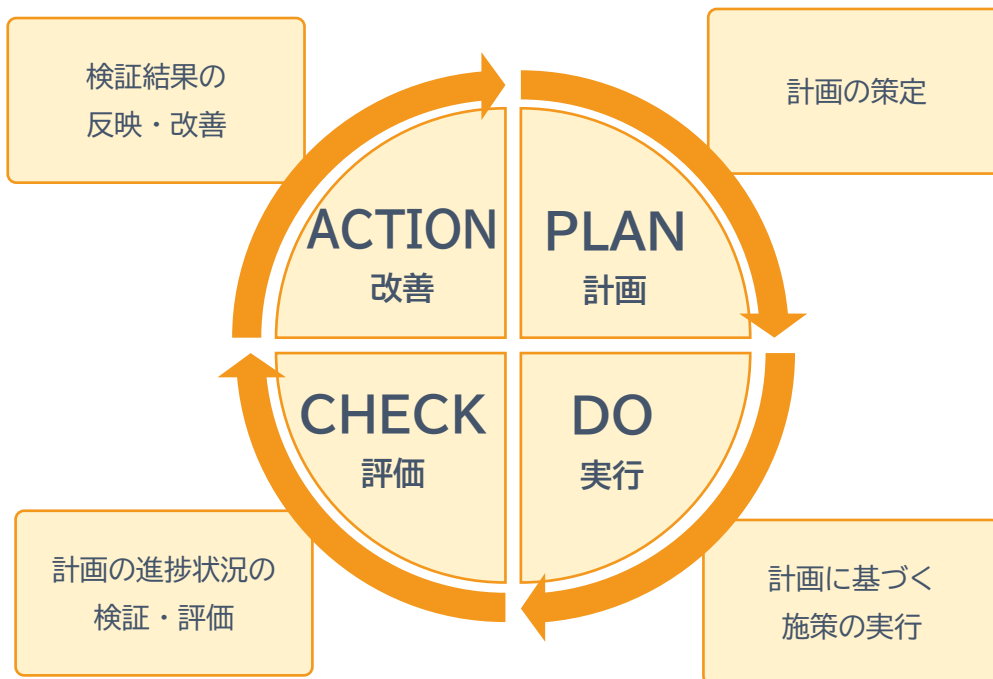 検証結果の
反映・改善
計画の策定
ACTION
改善
PLAN
計画
CHECK
評価
DO
実行
計画の進捗状況の
検証・評価
計画に基づく
施策の実行